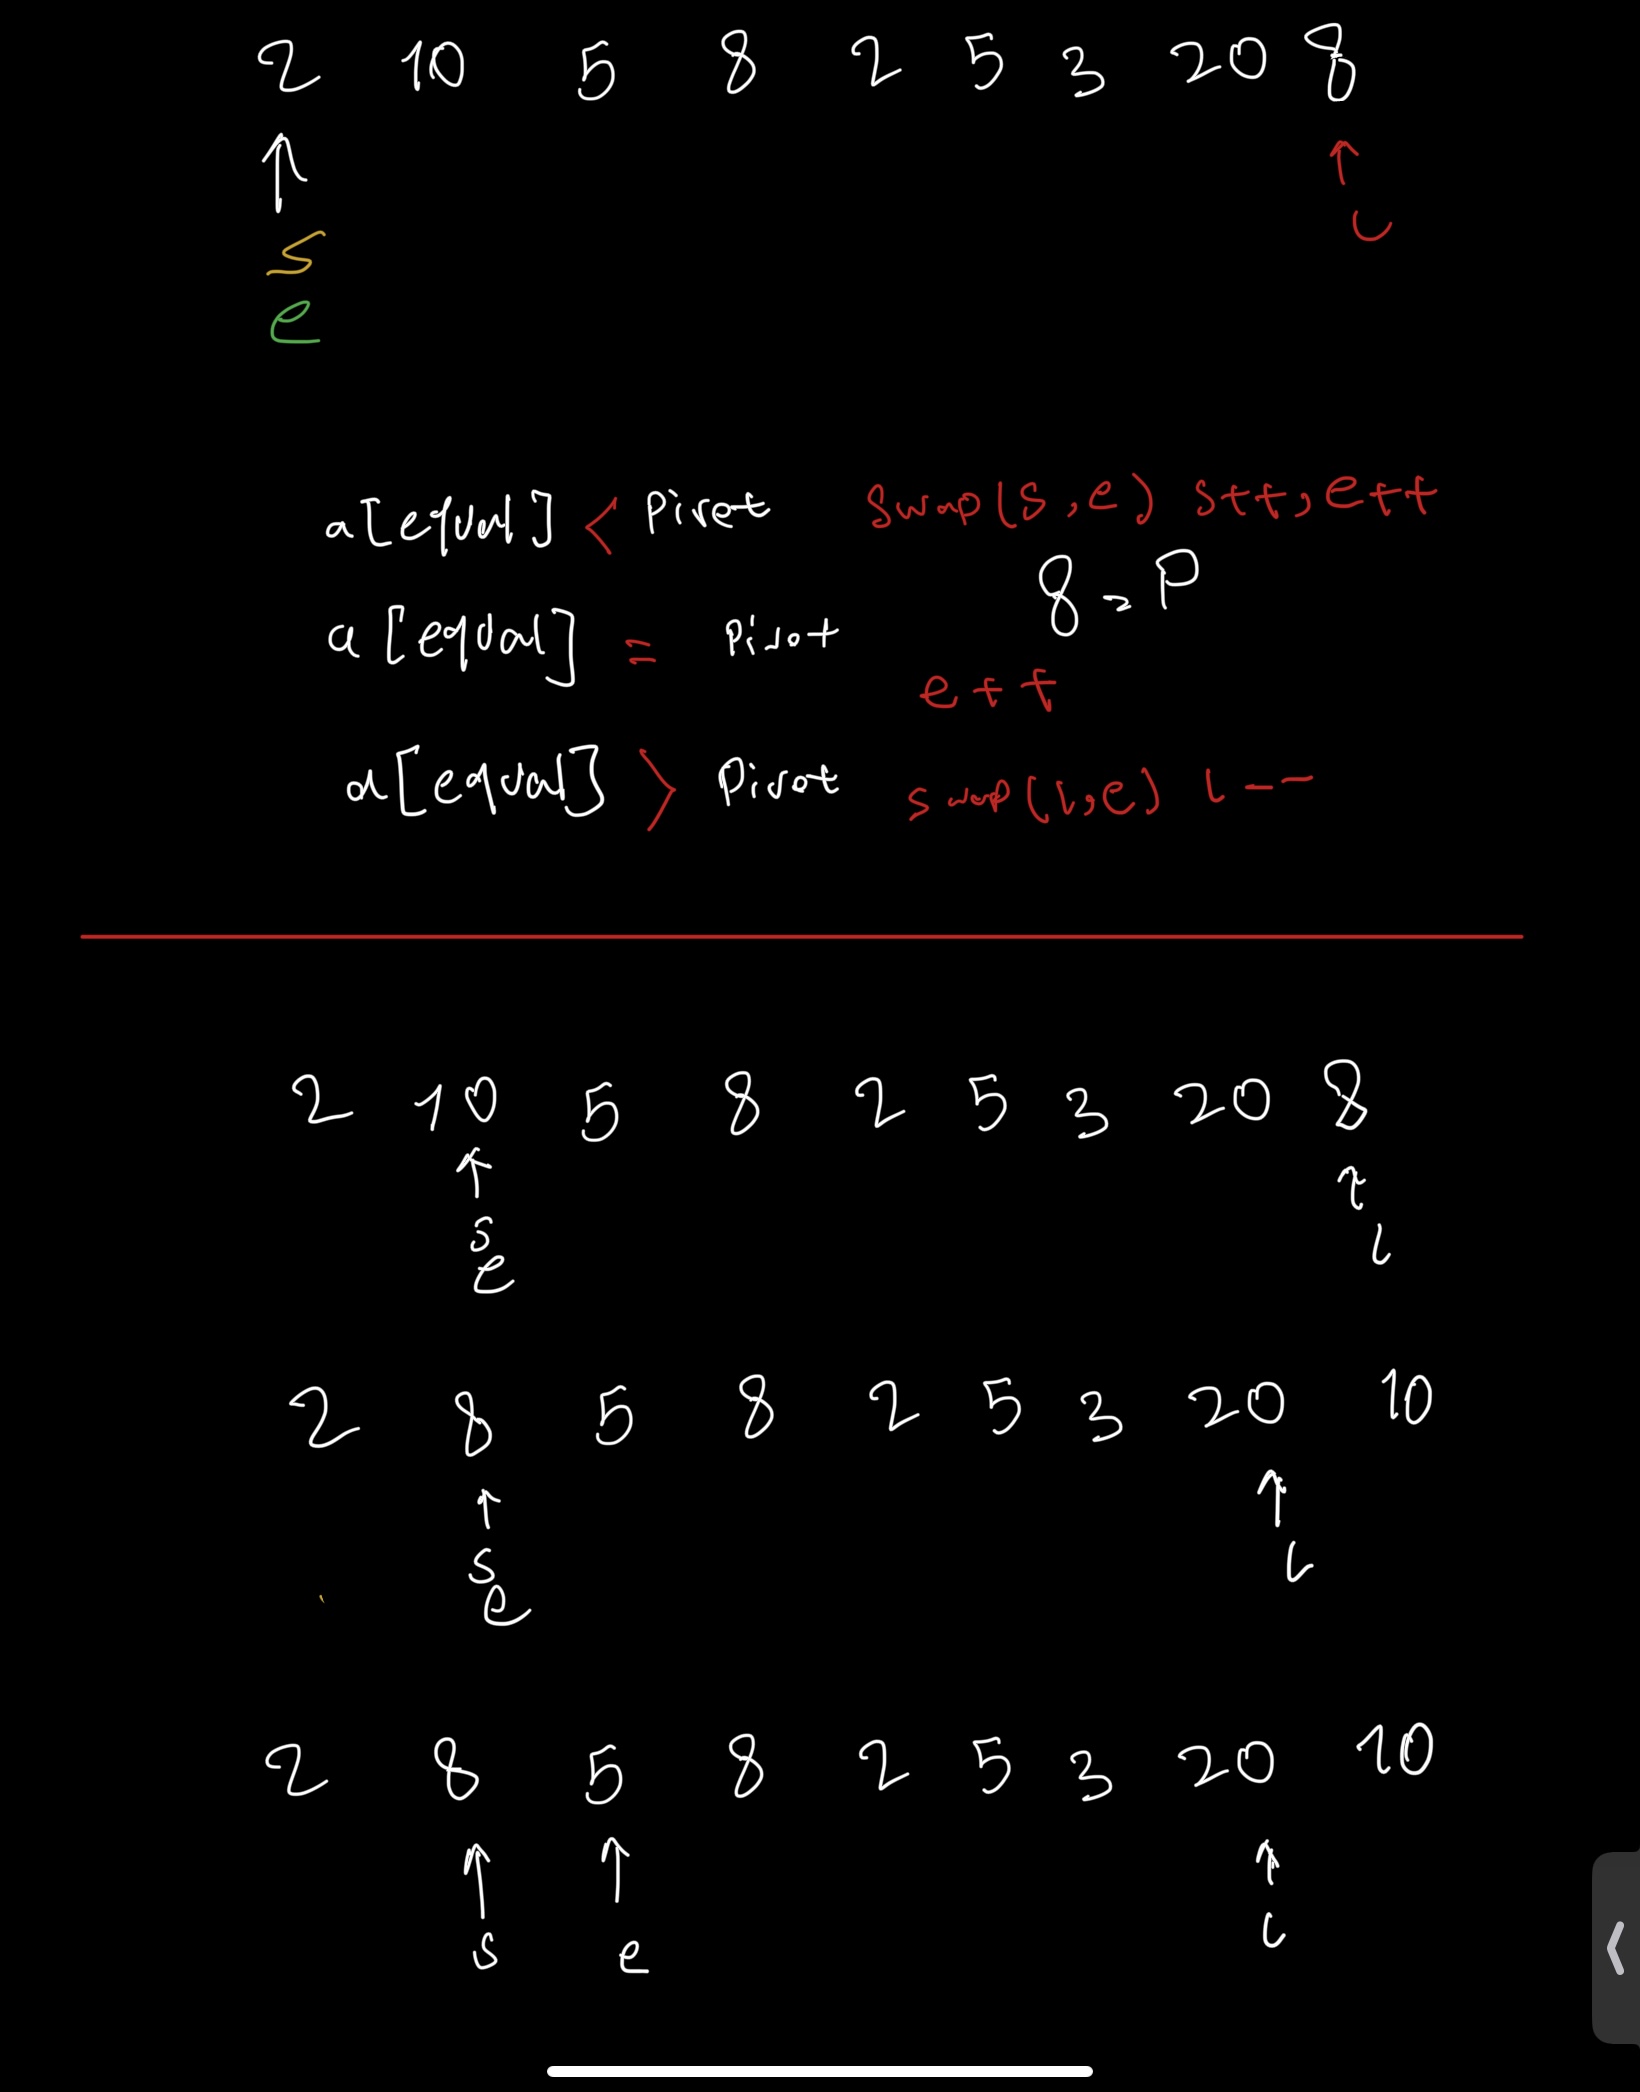 2 10 5 8 2 5 3 20 8
s
l
e
a[equal] < Pivot swap(s,e) s++, e++
8 = P
a[equal] = Pivot
e++
a[equal] > Pivot swap(l,e) l--
2 10 5 8 2 5 3 20 8
s
l
e
2 8 5 8 2 5 3 20 10
s
l
e
2 8 5 8 2 5 3 20 10
s e l